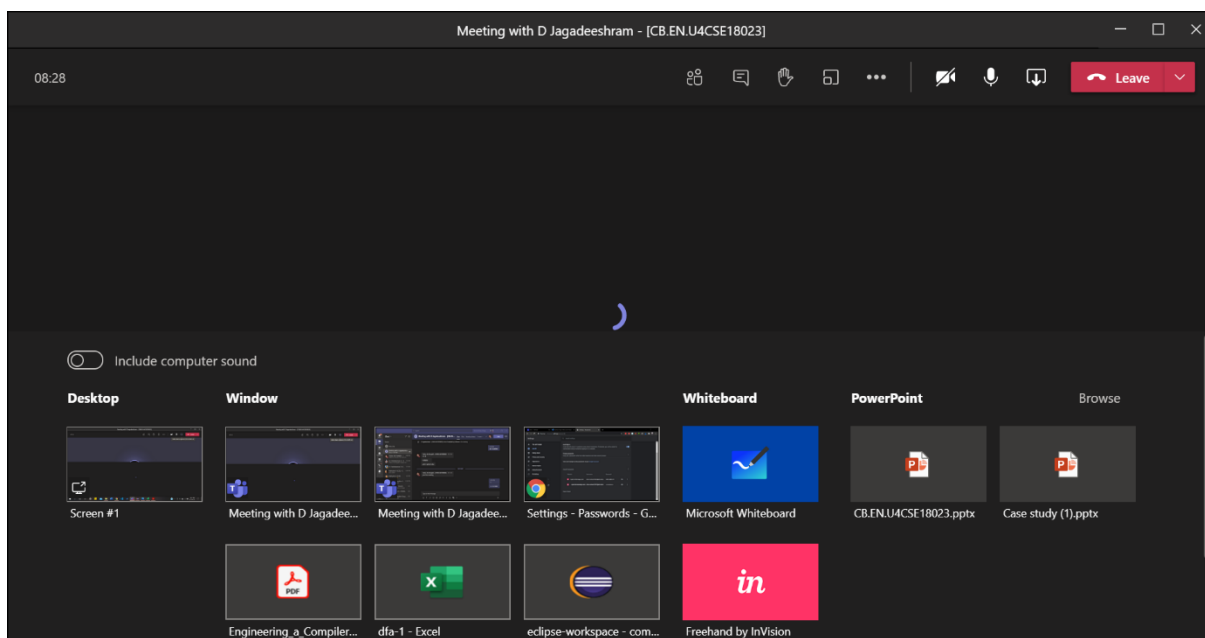 Meeting with D Jagadeeshram - [CB.EN.U4CSE18023]
08:28
Leave
Include computer sound
Desktop
Window
Whiteboard
PowerPoint
Browse
Screen #1
Meeting with D Jagadee...
Meeting with D Jagadee...
Settings - Passwords - G...
Microsoft Whiteboard
CB.EN.U4CSE18023.pptx
Case study (1).pptx
PDF
X
in
Engineering_a_Compiler...
dfa-1 - Excel
eclipse-workspace - com...
Freehand by InVision